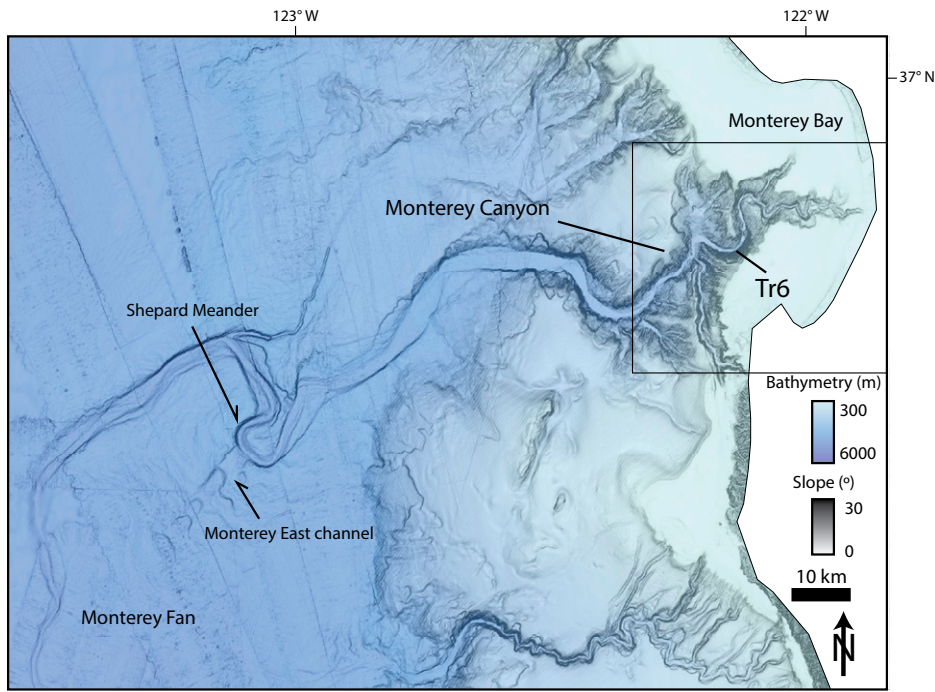 123° W
122° W
37° N
Monterey Bay
Monterey Canyon
Tr6
Shepard Meander
Bathymetry (m)
300
6000
Slope (º)
30
0
Monterey East channel
10 km
Monterey Fan
N